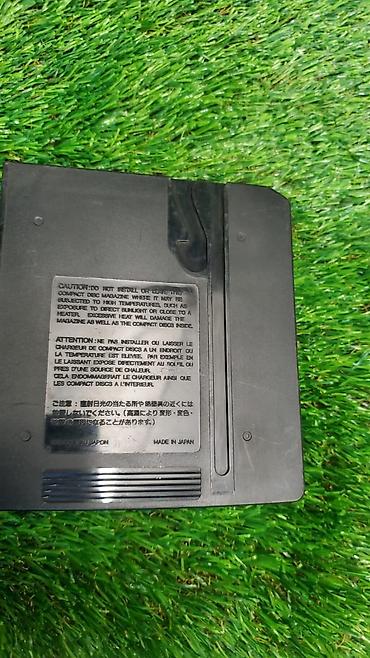 CAUTION: DO NOT INSTALL OR LEAVE THIS
COMPACT DISC MAGAZINE WHERE IT MAY BE
SUBJECTED TO HIGH TEMPERATURES, SUCH AS
EXPOSURE TO DIRECT SUNLIGHT OR CLOSE TO A
HEATER. EXCESSIVE HEAT WILL DAMAGE THE
MAGAZINE AS WELL AS THE COMPACT DISCS INSIDE.
ATTENTION: NE PAS INSTALLER OU LAISSER LE
CHARGEUR DE COMPACT DISCS A UN ENDROIT OU
LA TEMPERATURE EST ELEVEE, PAR EXEMPLE EN
LE LAISSANT EXPOSE DIRECTEMENT AU SOLEIL OU
PRES D'UNE SOURCE DE CHALEUR.
CELA ENDOMMAGERAIT LE CHARGEUR AINSI QUE
LES COMPACT DISCS A L'INTERIEUR.
ご注意:直射日光の当たる所や熱器具の近くには
放置しないでください。(高温により変形・変色・
になることがあります。)
JAPON MADE IN JAPAN